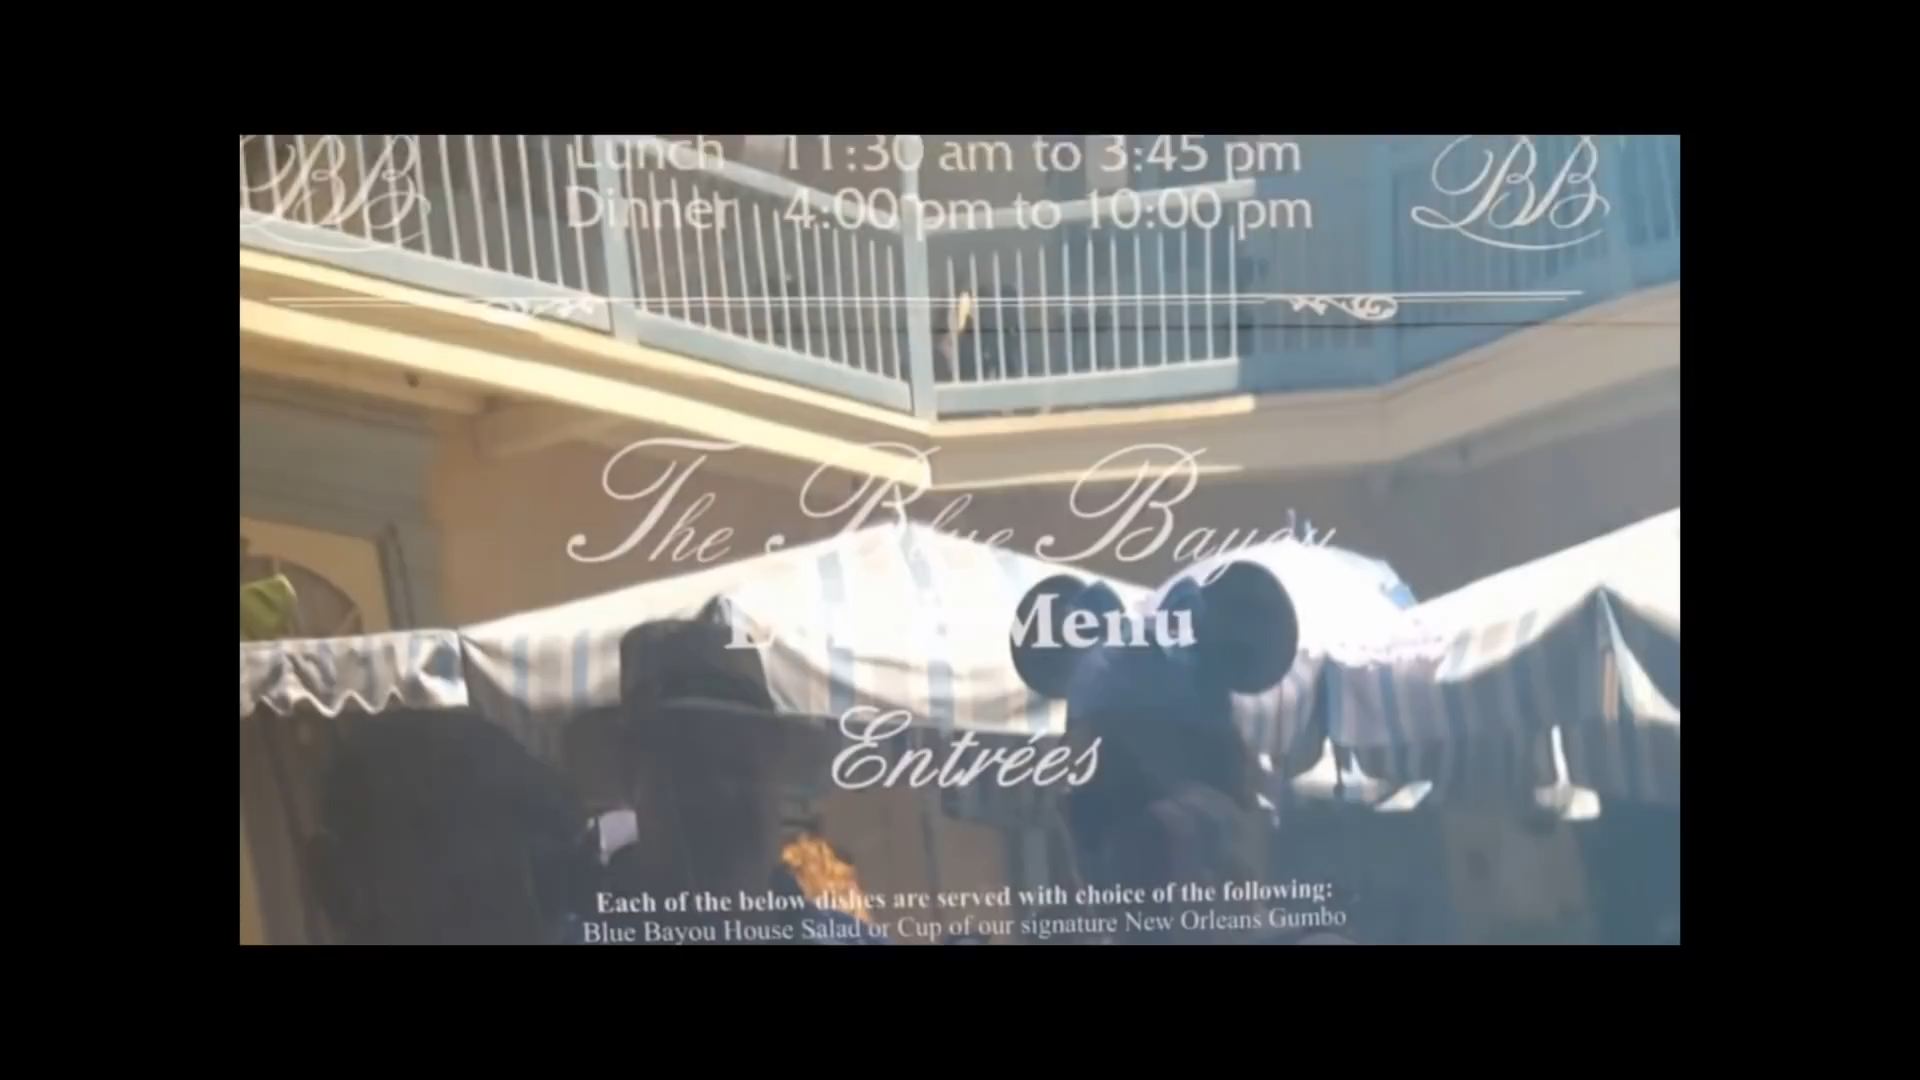 BB
Lunch 11:30 am to 3:45 pm
BB
Dinner 4:00 pm to 10:00 pm
The Blue Bayou
Menu
Entrées
Each of the below dishes are served with choice of the following:
Blue Bayou House Salad or Cup of our signature New Orleans Gumbo